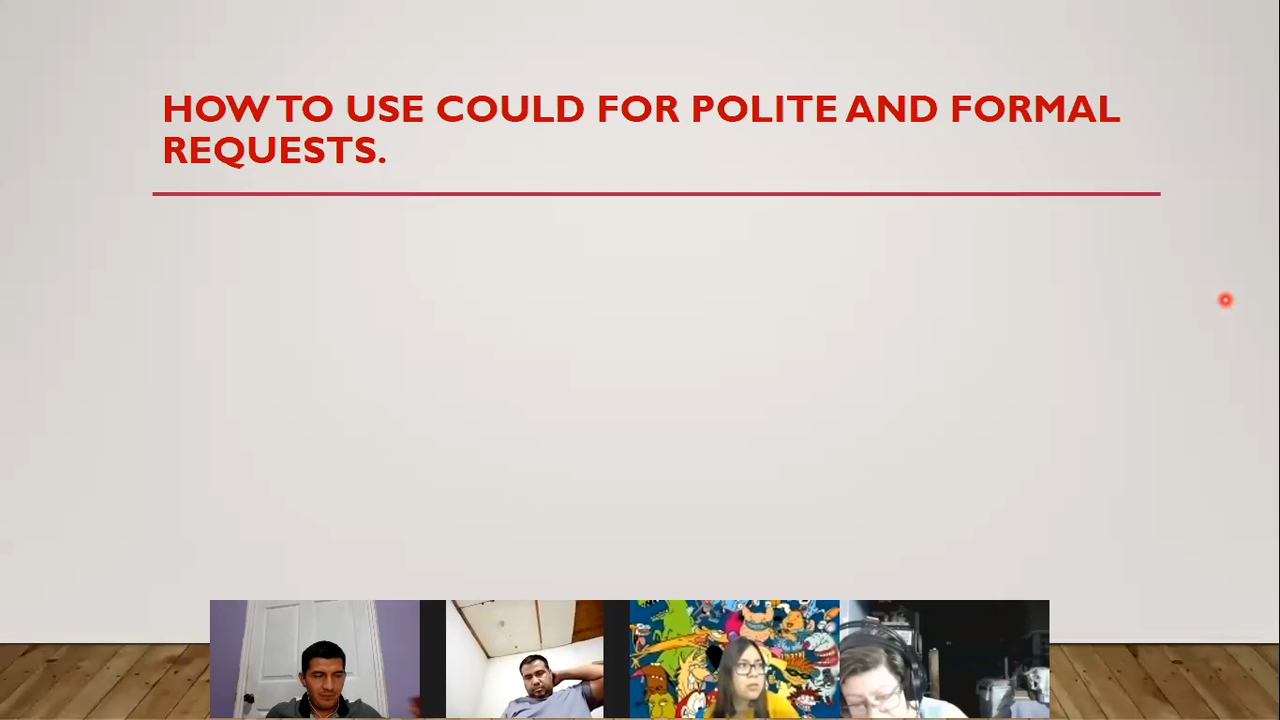 HOW TO USE COULD FOR POLITE AND FORMAL
REQUESTS.